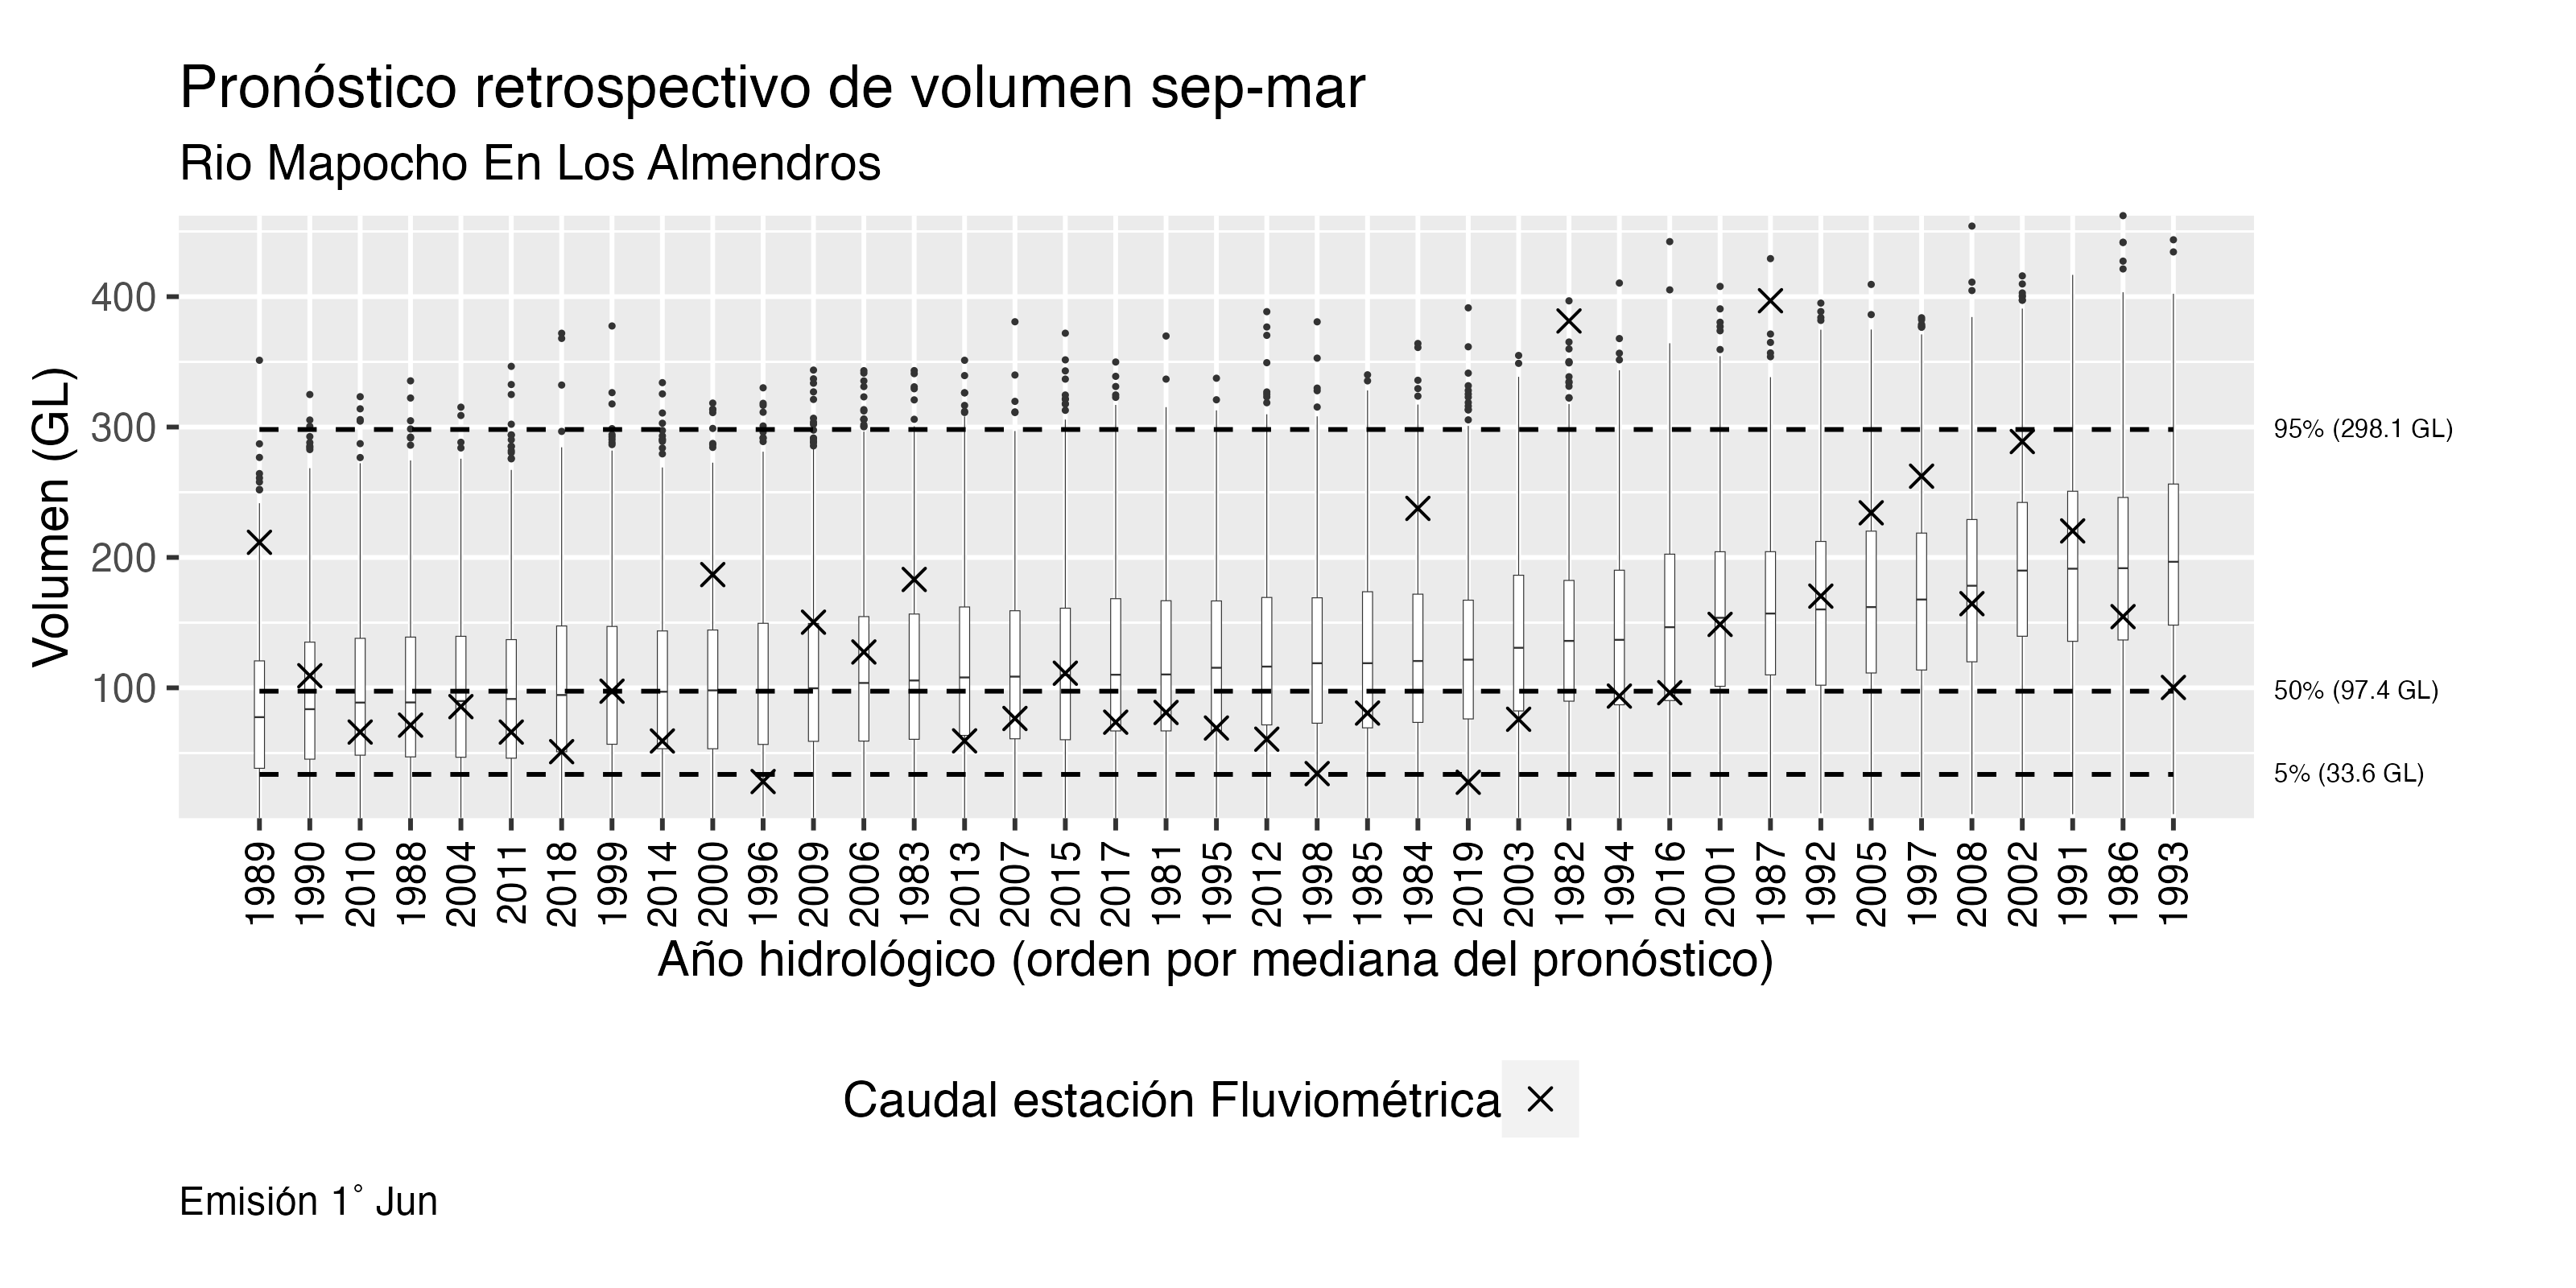 Pronóstico retrospectivo de volumen sep-mar
Rio Mapocho En Los Almendros
Volumen (GL)
400
300
200
100
95% (298.1 GL)
50% (97.4 GL)
5% (33.6 GL)
1989 1990 2010 1988 2004 2011 2018 1999 2014 2000 1996 2009 2006 1983 2013 2007 2015 2017 1981 1995 2012 1998 1985 1984 2019 2003 1982 1994 2016 2001 1987 1992 2005 1997 2008 2002 1991 1986 1993
Año hidrológico (orden por mediana del pronóstico)
Caudal estación Fluviométrica
Emisión 1° Jun